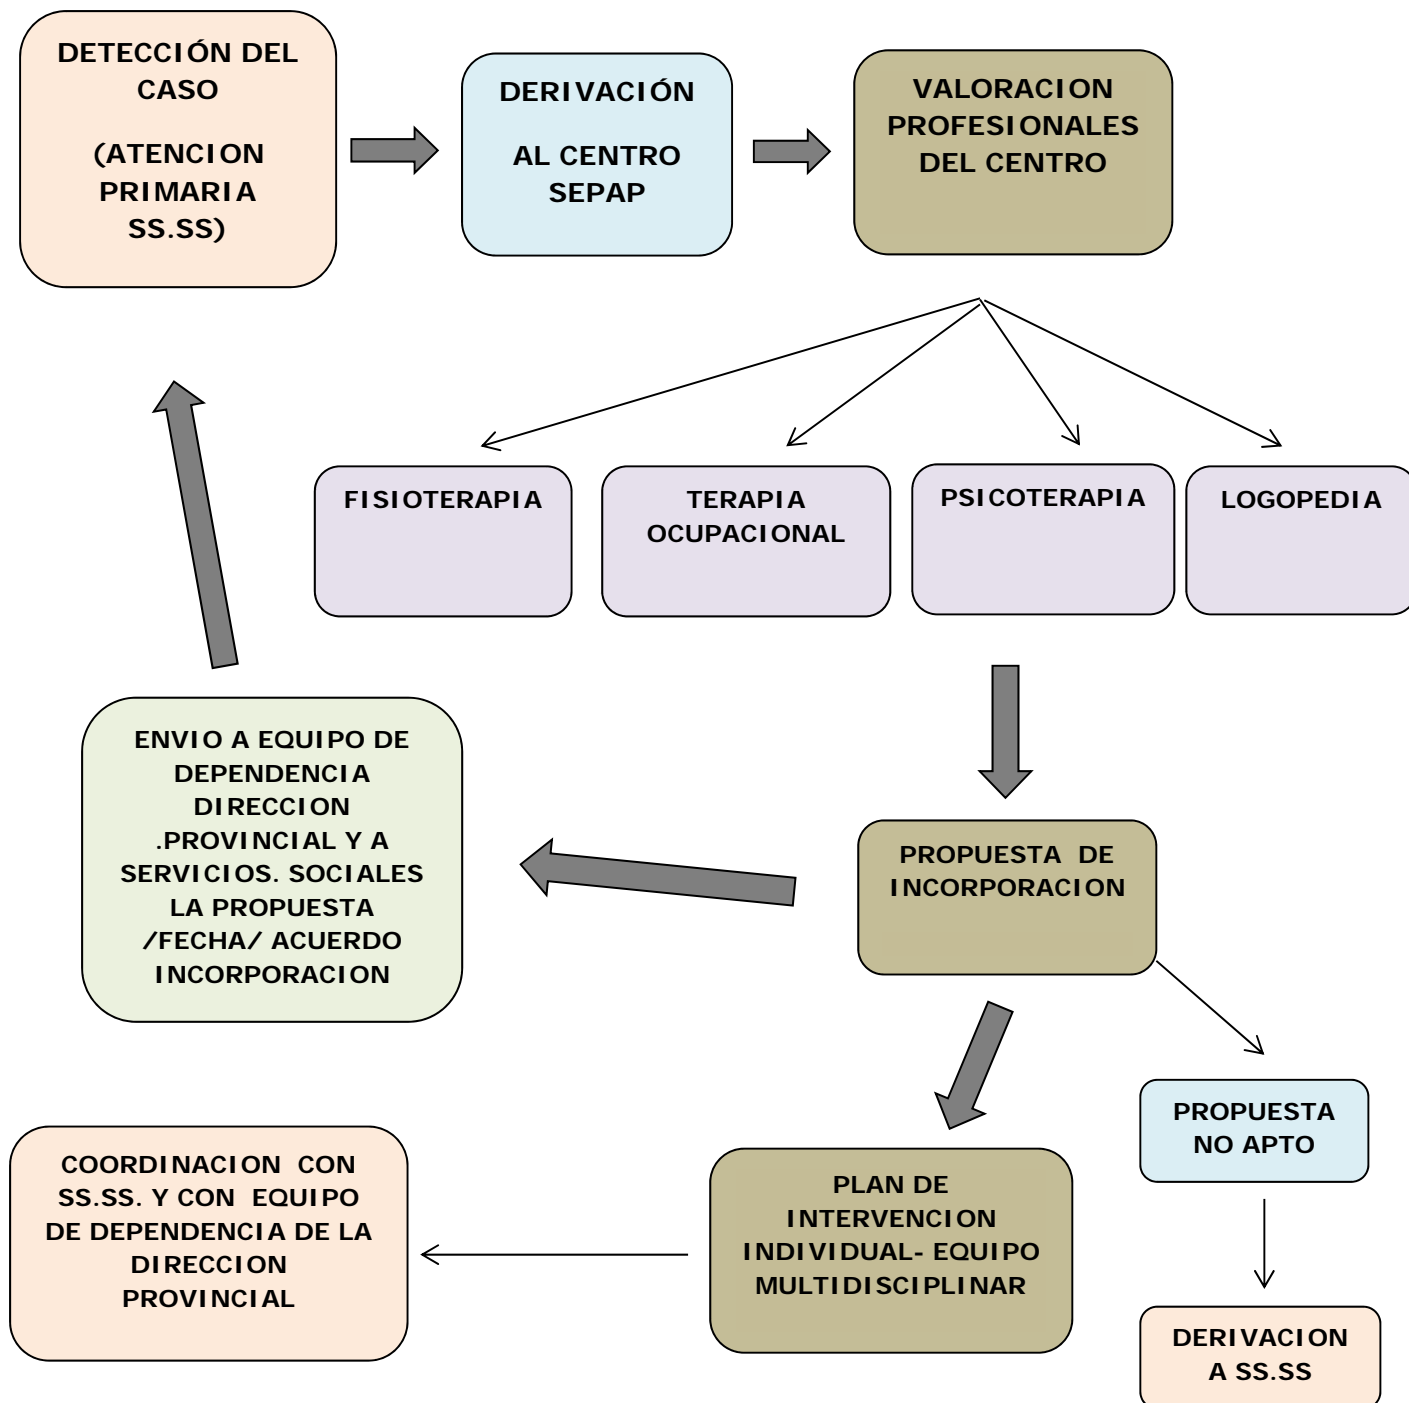 DETECCIÓN DEL
CASO
(ATENCION
PRIMARIA
SS.SS)
DERIVACIÓN
AL CENTRO
SEPAP
VALORACION
PROFESIONALES
DEL CENTRO
FISIOTERAPIA
TERAPIA
OCUPACIONAL
PSICOTERAPIA
LOGOPEDIA
ENVIO A EQUIPO DE
DEPENDENCIA
DIRECCION
.PROVINCIAL Y A
SERVICIOS. SOCIALES
LA PROPUESTA
/FECHA/ ACUERDO
INCORPORACION
PROPUESTA DE
INCORPORACION
PROPUESTA
NO APTO
COORDINACION CON
SS.SS. Y CON EQUIPO
DE DEPENDENCIA DE LA
DIRECCION
PROVINCIAL
PLAN DE
INTERVENCION
INDIVIDUAL- EQUIPO
MULTIDISCIPLINAR
DERIVACION
A SS.SS